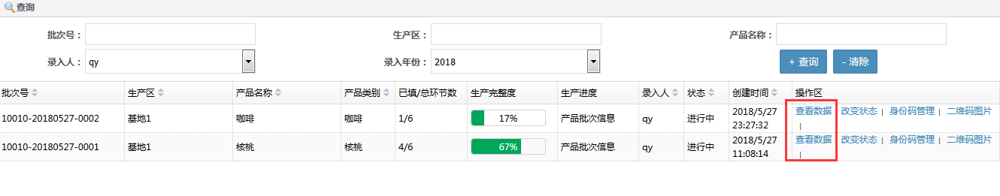 查询
批次号： 生产区： 产品名称：
录入人： qy 录入年份： 2018 + 查询 - 清除
批次号 生产区 产品名称 产品类别 已填/总环节数 生产完整度 生产进度 录入人 状态 创建时间 操作区
10010-20180527-0002 基地1 咖啡 咖啡 1/6 17% 产品批次信息 qy 进行中 2018/5/27 23:27:32 查看数据 改变状态 | 身份码管理 | 二维码图片 |
10010-20180527-0001 基地1 核桃 核桃 4/6 67% 产品批次信息 qy 进行中 2018/5/27 11:08:14 查看数据 改变状态 | 身份码管理 | 二维码图片 |